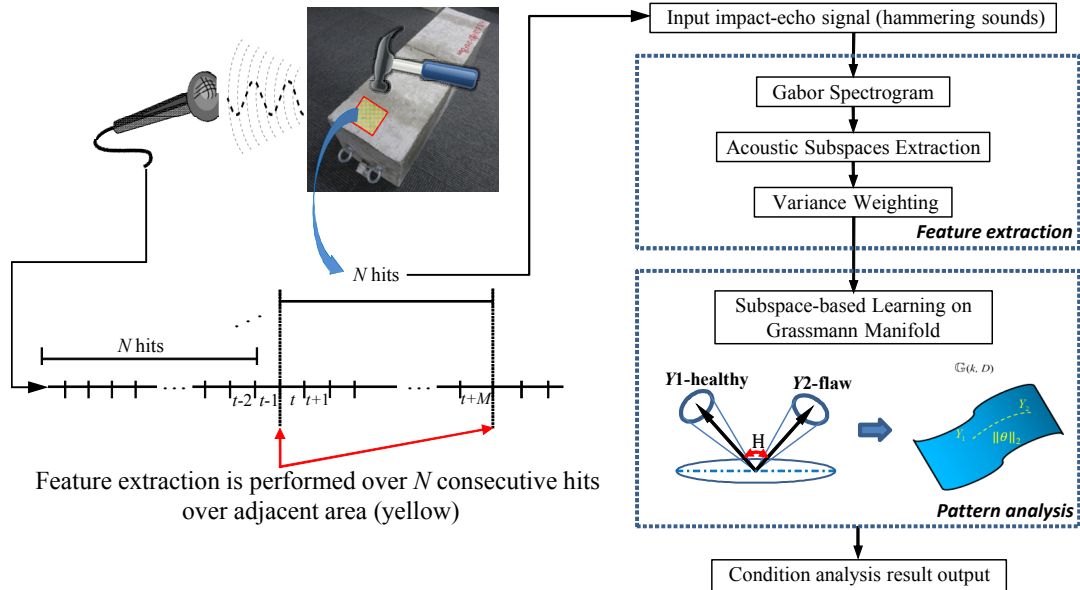 Input impact-echo signal (hammering sounds)
Gabor Spectrogram
Acoustic Subspaces Extraction
Variance Weighting
Feature extraction
N hits
N hits
t-2 t-1 t t+1 t+M
Feature extraction is performed over N consecutive hits
over adjacent area (yellow)
Subspace-based Learning on
Grassmann Manifold
𝔾(k, D)
Y1-healthy Y2-flaw
H
Y₁ Y₂
‖θ‖₂
Pattern analysis
Condition analysis result output